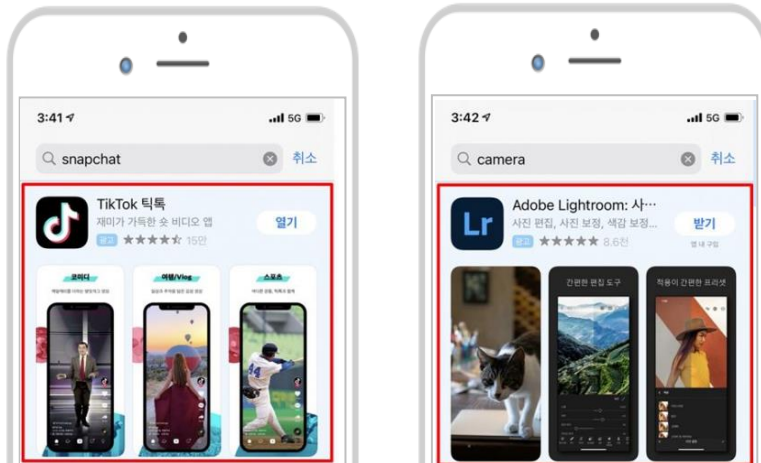 3:41
5G
snapchat
취소
TikTok 틱톡
재미가 가득한 숏 비디오 앱
열기
광고 15만
코미디
여행/Vlog
스포츠
3:42
5G
camera
취소
Lr
Adobe Lightroom: 사…
사진 편집, 사진 보정, 색감 보정...
받기
광고 8.6천
앱 내 구입
간편한 편집 도구
적용이 간편한 프리셋